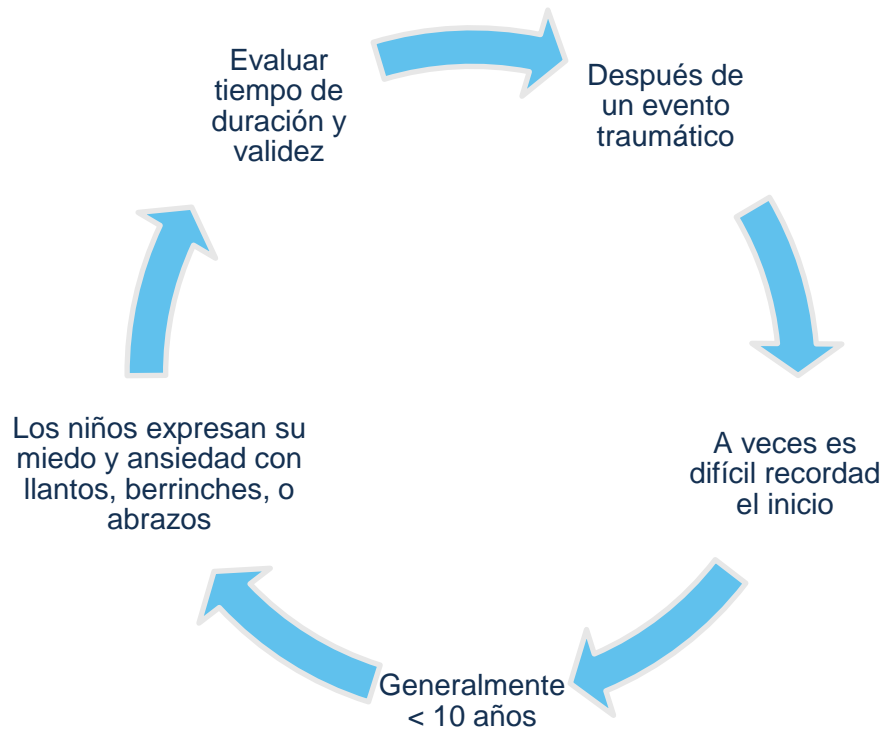 Evaluar
tiempo de
duración y
validez
Después de
un evento
traumático
A veces es
difícil recordad
el inicio
Generalmente
< 10 años
Los niños expresan su
miedo y ansiedad con
llantos, berrinches, o
abrazos